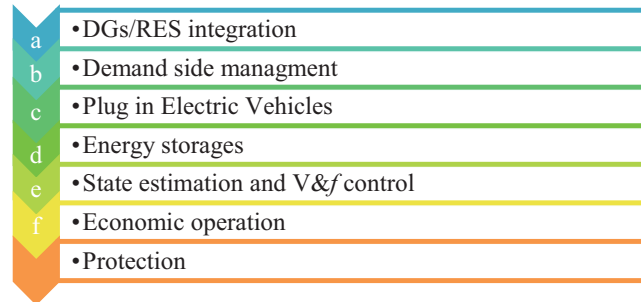 a •DGs/RES integration
b •Demand side managment
c •Plug in Electric Vehicles
d •Energy storages
e •State estimation and V&f control
f •Economic operation
•Protection